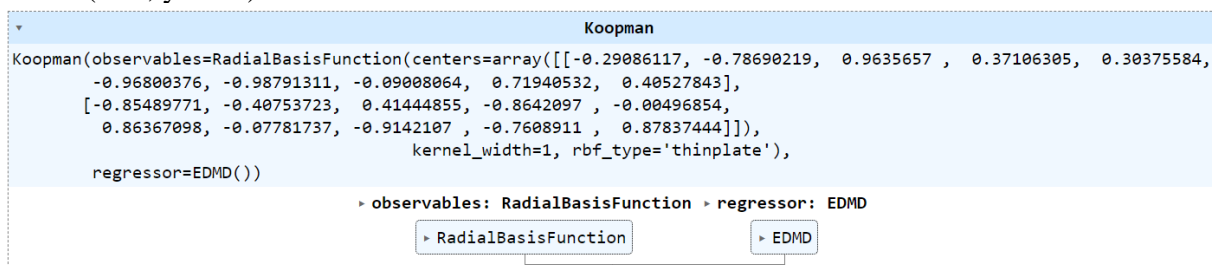 Koopman
Koopman(observables=RadialBasisFunction(centers=array([[-0.29086117, -0.78690219,  0.9635657 ,  0.37106305,  0.30375584,
-0.96800376, -0.98791311, -0.09008064,  0.71940532,  0.40527843],
[-0.85489771, -0.40753723,  0.41444855, -0.8642097 , -0.00496854,
0.86367098, -0.07781737, -0.9142107 , -0.7608911 ,  0.87837444]]),
kernel_width=1, rbf_type='thinplate'),
regressor=EDMD())
observables: RadialBasisFunction regressor: EDMD
RadialBasisFunction EDMD